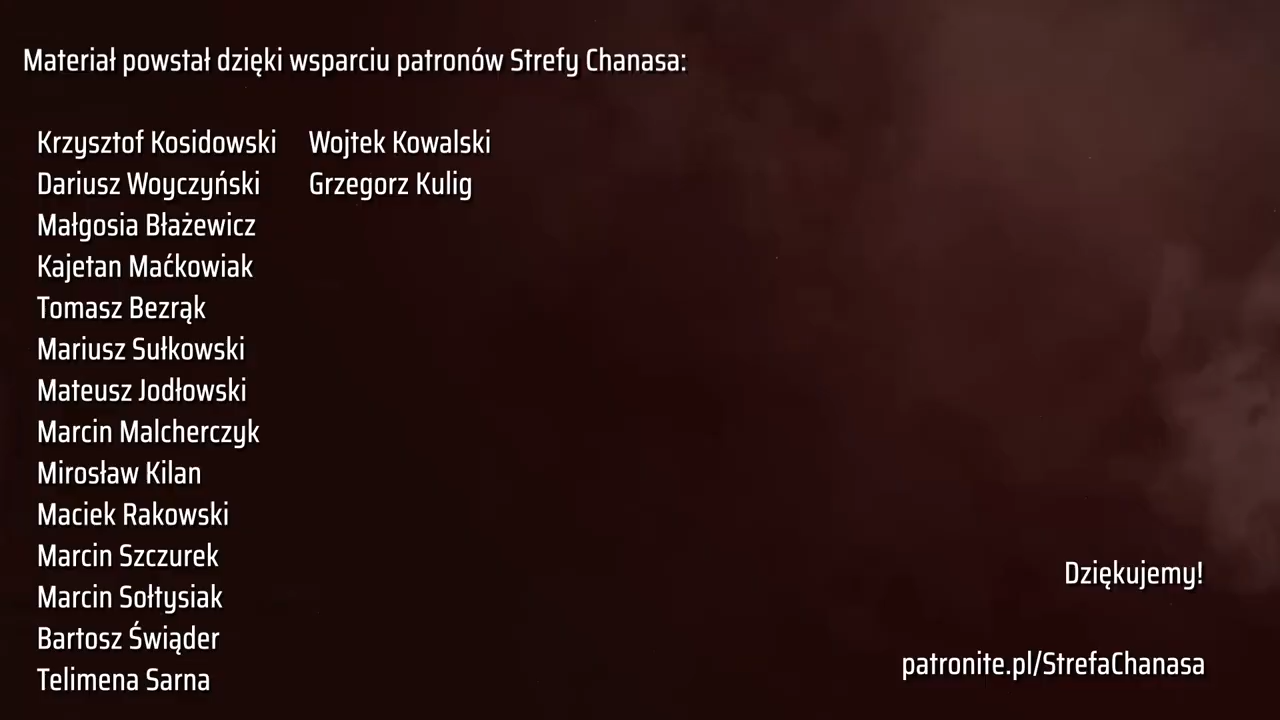 Materiał powstał dzięki wsparciu patronów Strefy Chanasa:
Krzysztof Kosidowski
Dariusz Woyczyński
Małgosia Błażewicz
Kajetan Maćkowiak
Tomasz Bezrąk
Mariusz Sułkowski
Mateusz Jodłowski
Marcin Malcherczyk
Mirosław Kilan
Maciek Rakowski
Marcin Szczurek
Marcin Sołtysiak
Bartosz Świąder
Telimena Sarna
Wojtek Kowalski
Grzegorz Kulig
Dziękujemy!
patronite.pl/StrefaChanasa